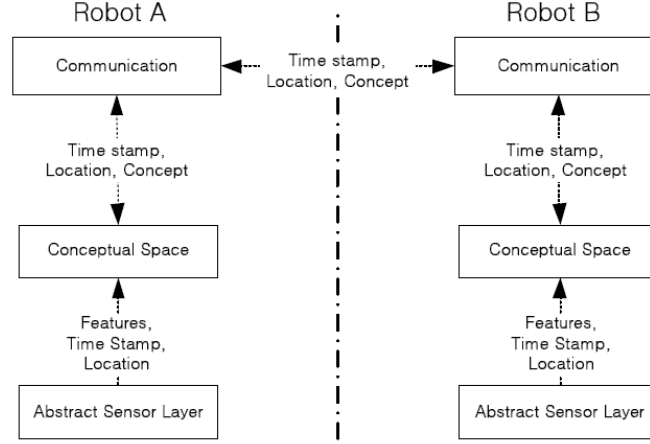 Robot A
Robot B
Communication
Time stamp,
Location, Concept
Communication
Time stamp,
Location, Concept
Time stamp,
Location, Concept
Conceptual Space
Conceptual Space
Features,
Time Stamp,
Location
Features,
Time Stamp,
Location
Abstract Sensor Layer
Abstract Sensor Layer